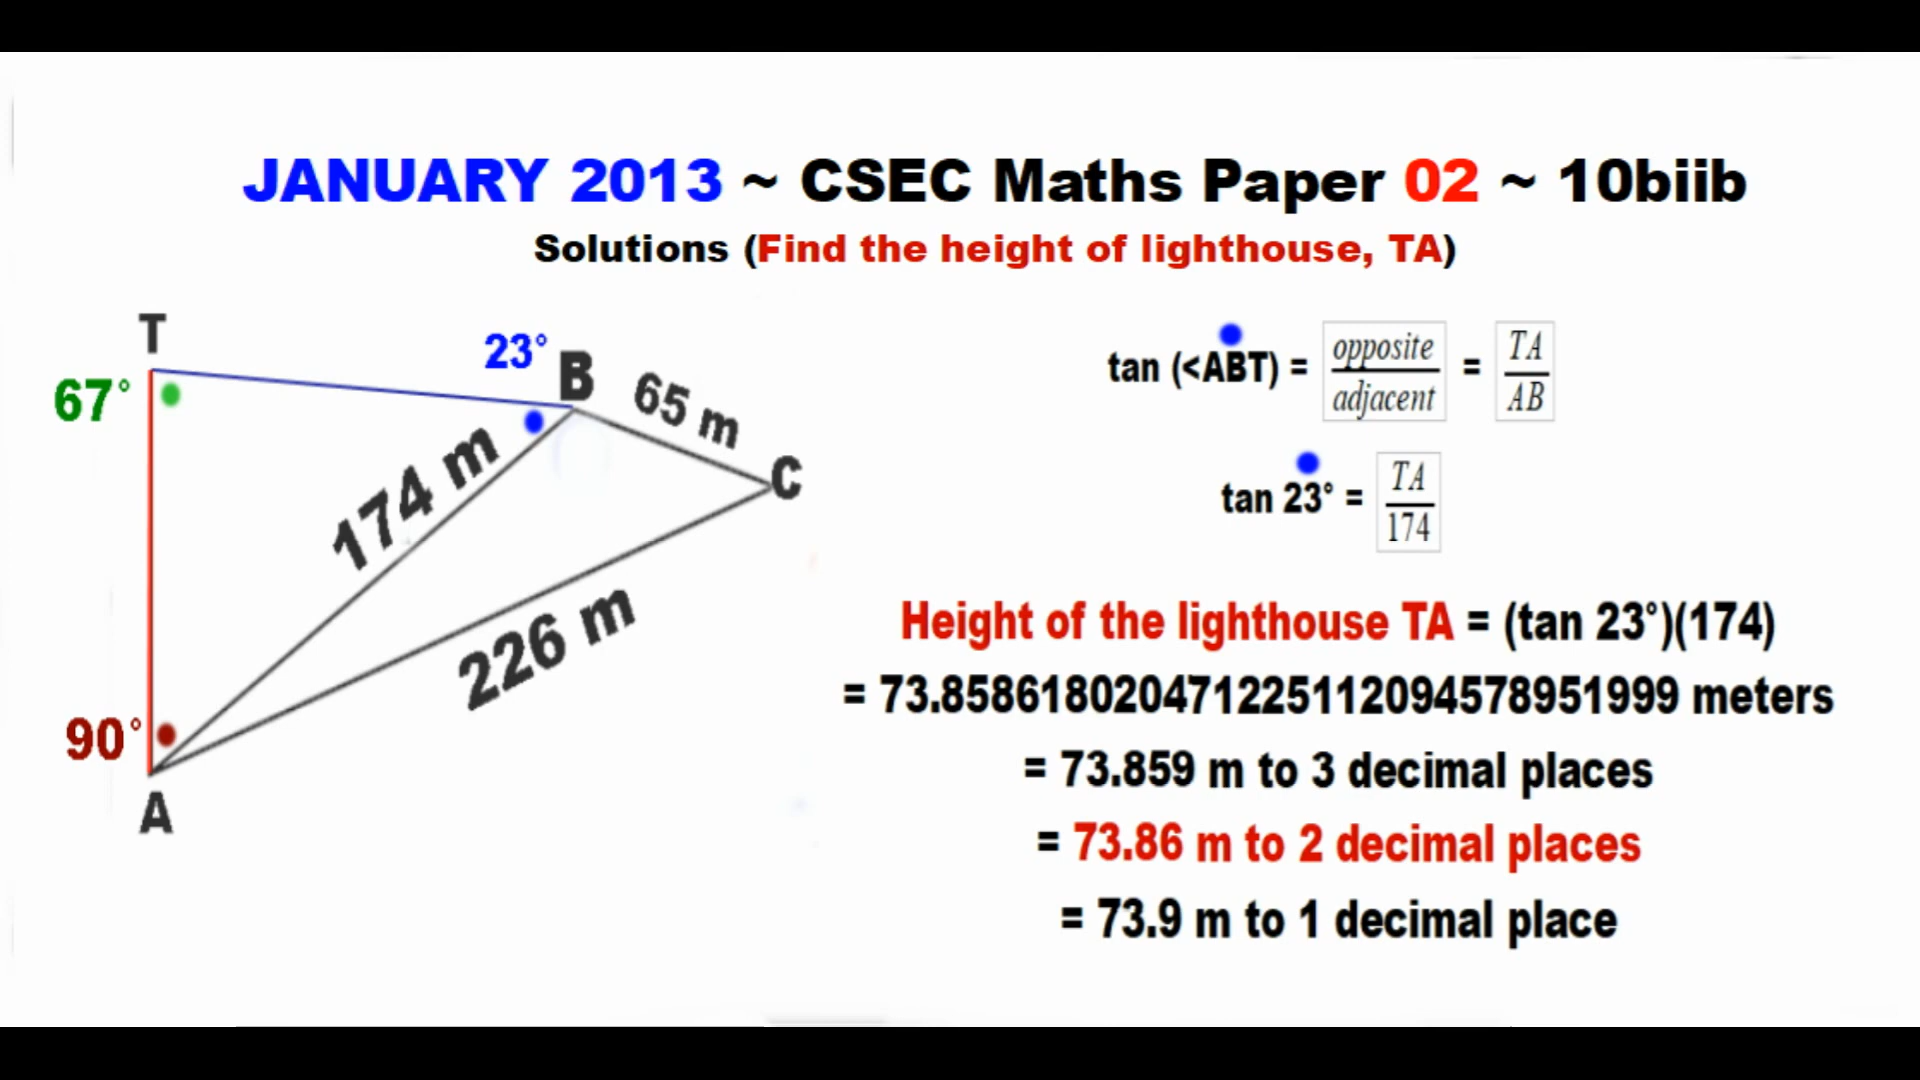 JANUARY 2013 ~ CSEC Maths Paper 02 ~ 10biib
Solutions (Find the height of lighthouse, TA)
T
67°
23°
B
65 m
174 m
C
226 m
90°
A
tan (<ABT) = opposite / adjacent = TA / AB
tan 23° = TA / 174
Height of the lighthouse TA = (tan 23°)(174)
= 73.858618020471225112094578951999 meters
= 73.859 m to 3 decimal places
= 73.86 m to 2 decimal places
= 73.9 m to 1 decimal place